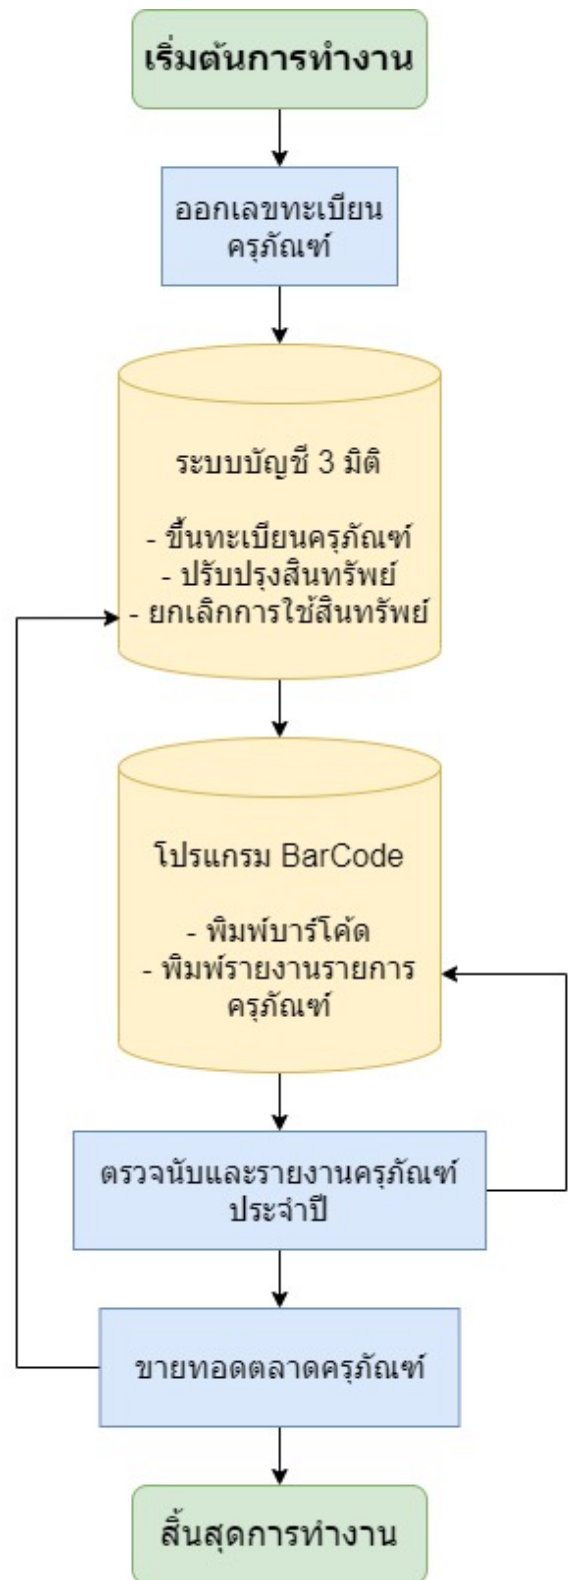 เริ่มต้นการทำงาน
ออกเลขทะเบียน
ครุภัณฑ์
ระบบบัญชี 3 มิติ
- ขึ้นทะเบียนครุภัณฑ์
- ปรับปรุงสินทรัพย์
- ยกเลิกการใช้สินทรัพย์
โปรแกรม BarCode
- พิมพ์บาร์โค้ด
- พิมพ์รายงานรายการ
ครุภัณฑ์
ตรวจนับและรายงานครุภัณฑ์
ประจำปี
ขายทอดตลาดครุภัณฑ์
สิ้นสุดการทำงาน